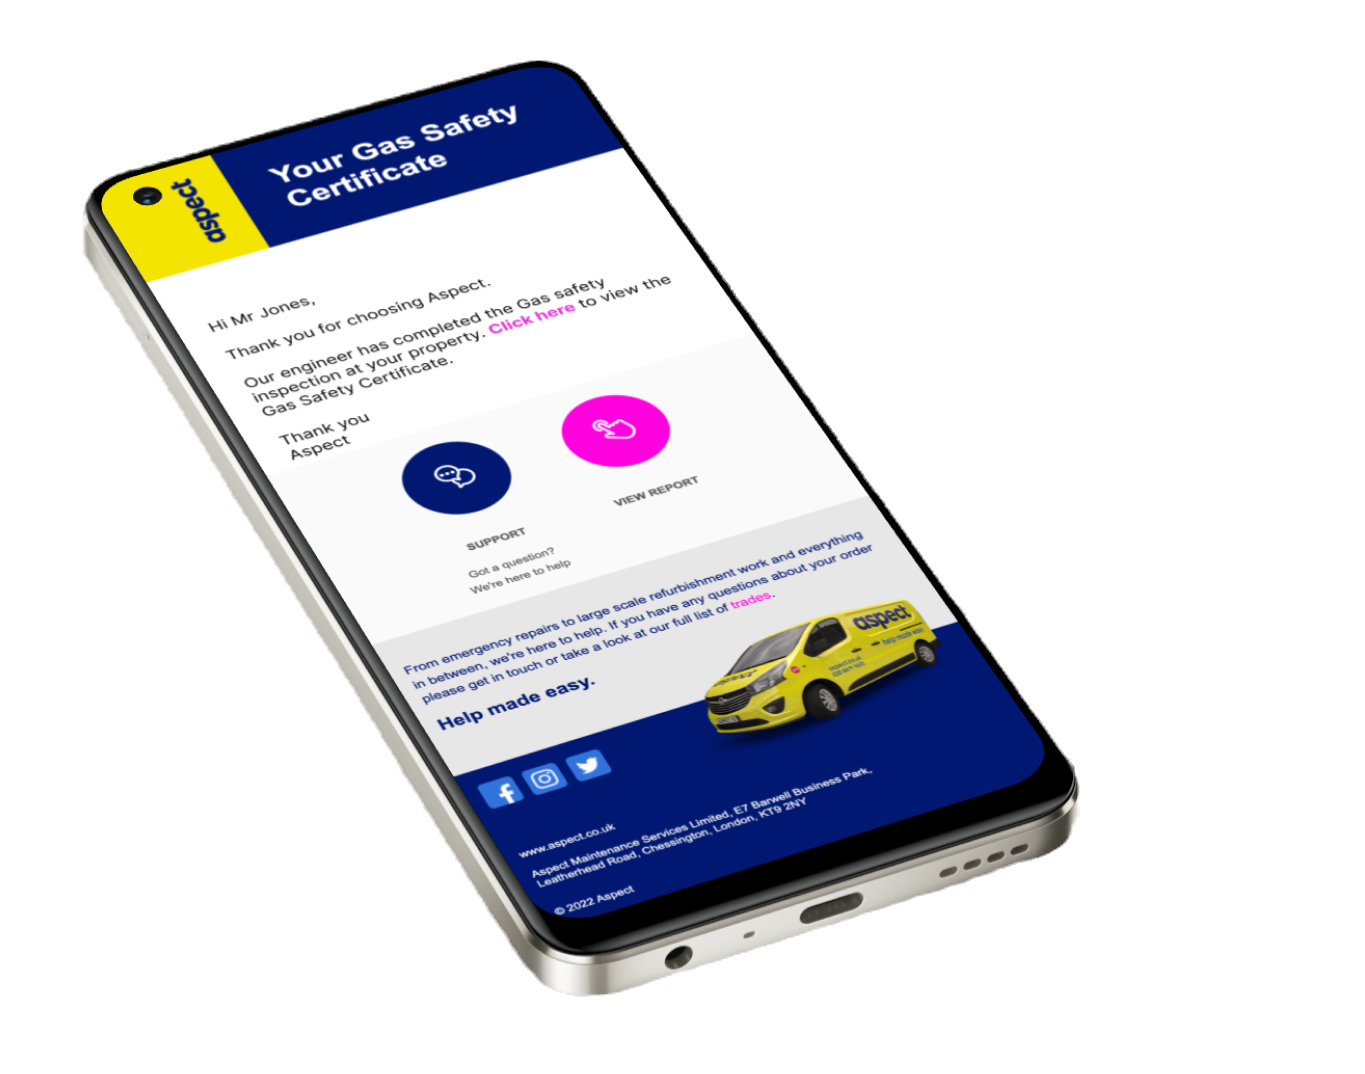 aspect
Your Gas Safety
Certificate
Hi Mr Jones,
Thank you for choosing Aspect.
Our engineer has completed the Gas safety
inspection at your property. Click here to view the
Gas Safety Certificate.
Thank you
Aspect
SUPPORT
Got a question?
We're here to help
VIEW REPORT
From emergency repairs to large scale refurbishment work and everything
in between, we're here to help. If you have any questions about your order
please get in touch or take a look at our full list of trades.
Help made easy.
aspect
help made easy
www.aspect.co.uk
Aspect Maintenance Services Limited, E7 Barwell Business Park,
Leatherhead Road, Chessington, London, KT9 2NY
© 2022 Aspect